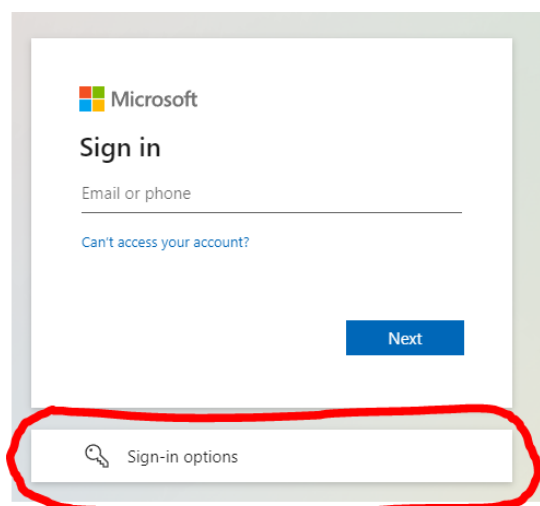 Microsoft
Sign in
Email or phone
Can't access your account?
Next
Sign-in options